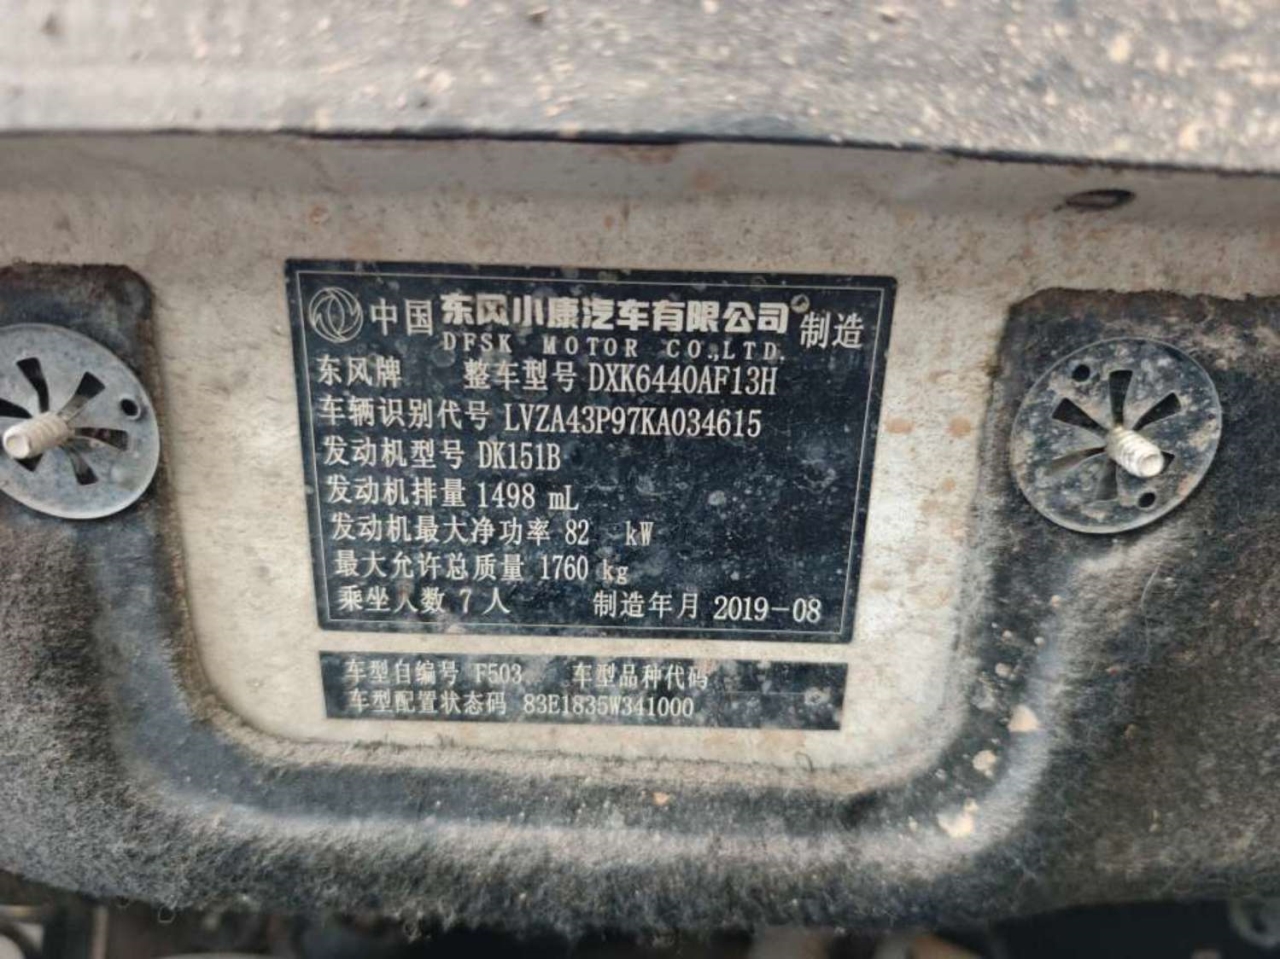 中国 东风小康汽车有限公司 制造
DFSK MOTOR CO.,LTD.
东风牌 整车型号 DXK6440AF13H
车辆识别代号 LVZA43P97KA034615
发动机型号 DK151B
发动机排量 1498 mL
发动机最大净功率 82 kW
最大允许总质量 1760 kg
乘坐人数 7 人 制造年月 2019-08
车型自编号 F503 车型品种代码
车型配置状态码 83E1835W341000